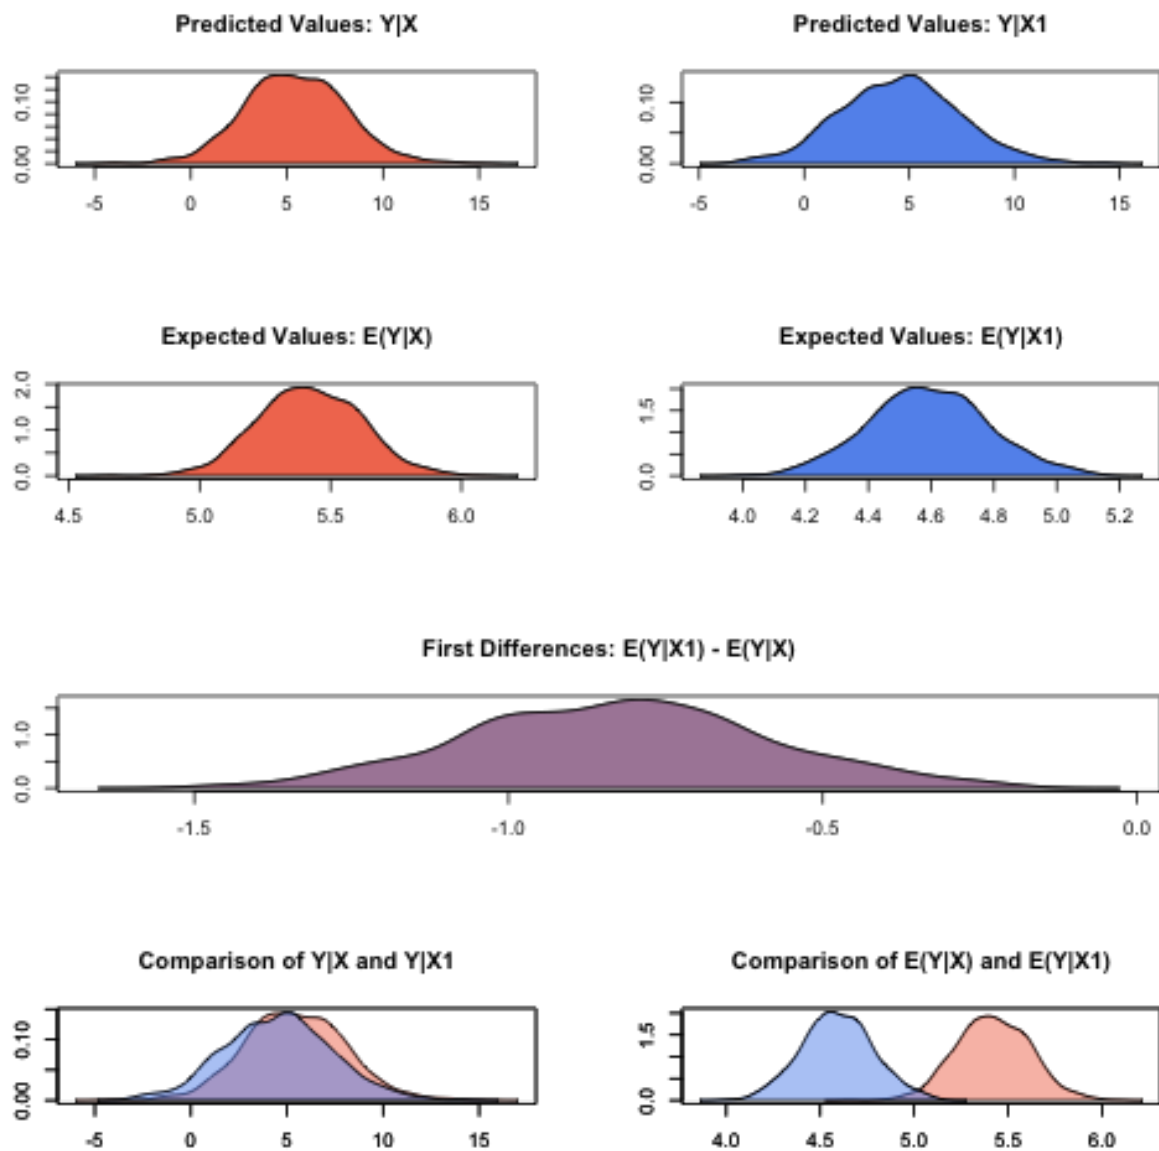 Predicted Values: Y|X
Predicted Values: Y|X1
0.00 0.10
-5 0 5 10 15
0.00 0.10
-5 0 5 10 15
Expected Values: E(Y|X)
Expected Values: E(Y|X1)
0.0 1.0 2.0
4.5 5.0 5.5 6.0
0.0 1.5
4.0 4.2 4.4 4.6 4.8 5.0 5.2
First Differences: E(Y|X1) - E(Y|X)
0.0 1.0
-1.5 -1.0 -0.5 0.0
Comparison of Y|X and Y|X1
Comparison of E(Y|X) and E(Y|X1)
0.00 0.10
-5 0 5 10 15
0.0 1.5
4.0 4.5 5.0 5.5 6.0